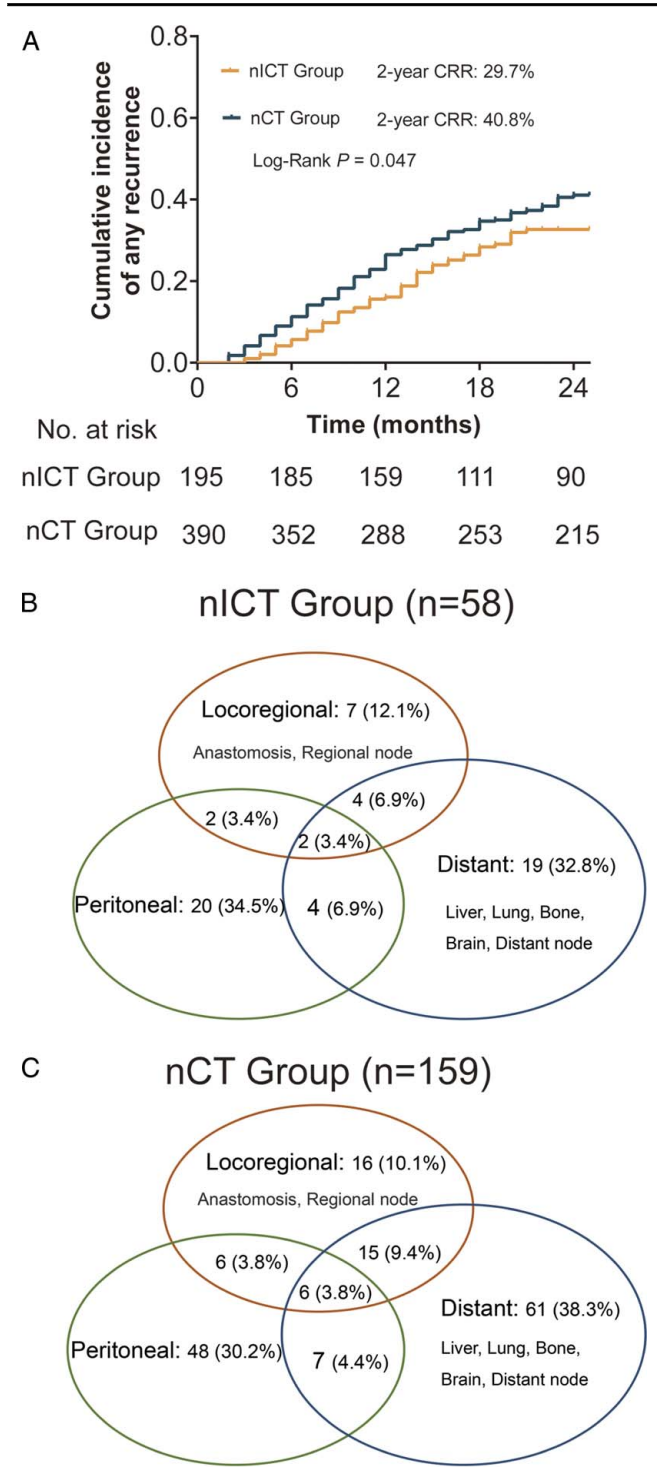 A
Cumulative incidence
of any recurrence
0.8
0.6
0.4
0.2
0.0
nICT Group 2-year CRR: 29.7%
nCT Group 2-year CRR: 40.8%
Log-Rank P = 0.047
0 6 12 18 24
Time (months)
No. at risk
nICT Group 195 185 159 111 90
nCT Group 390 352 288 253 215
B
nICT Group (n=58)
Locoregional: 7 (12.1%)
Anastomosis, Regional node
4 (6.9%)
2 (3.4%)
2 (3.4%)
Distant: 19 (32.8%)
Peritoneal: 20 (34.5%)
4 (6.9%)
Liver, Lung, Bone,
Brain, Distant node
C
nCT Group (n=159)
Locoregional: 16 (10.1%)
Anastomosis, Regional node
15 (9.4%)
6 (3.8%)
6 (3.8%)
Distant: 61 (38.3%)
Peritoneal: 48 (30.2%)
7 (4.4%)
Liver, Lung, Bone,
Brain, Distant node